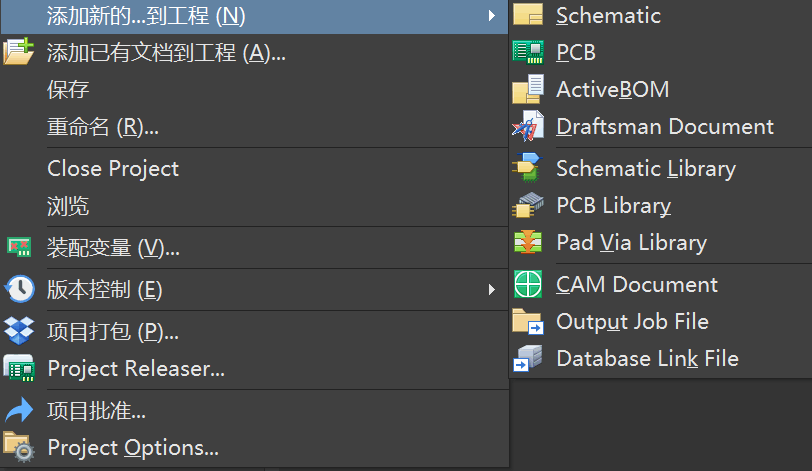 添加新的...到工程 (N)
添加已有文档到工程 (A)...
保存
重命名 (R)...
Close Project
浏览
装配变量 (V)...
版本控制 (E)
项目打包 (P)...
Project Releaser...
项目批准...
Project Options...
Schematic
PCB
ActiveBOM
Draftsman Document
Schematic Library
PCB Library
Pad Via Library
CAM Document
Output Job File
Database Link File